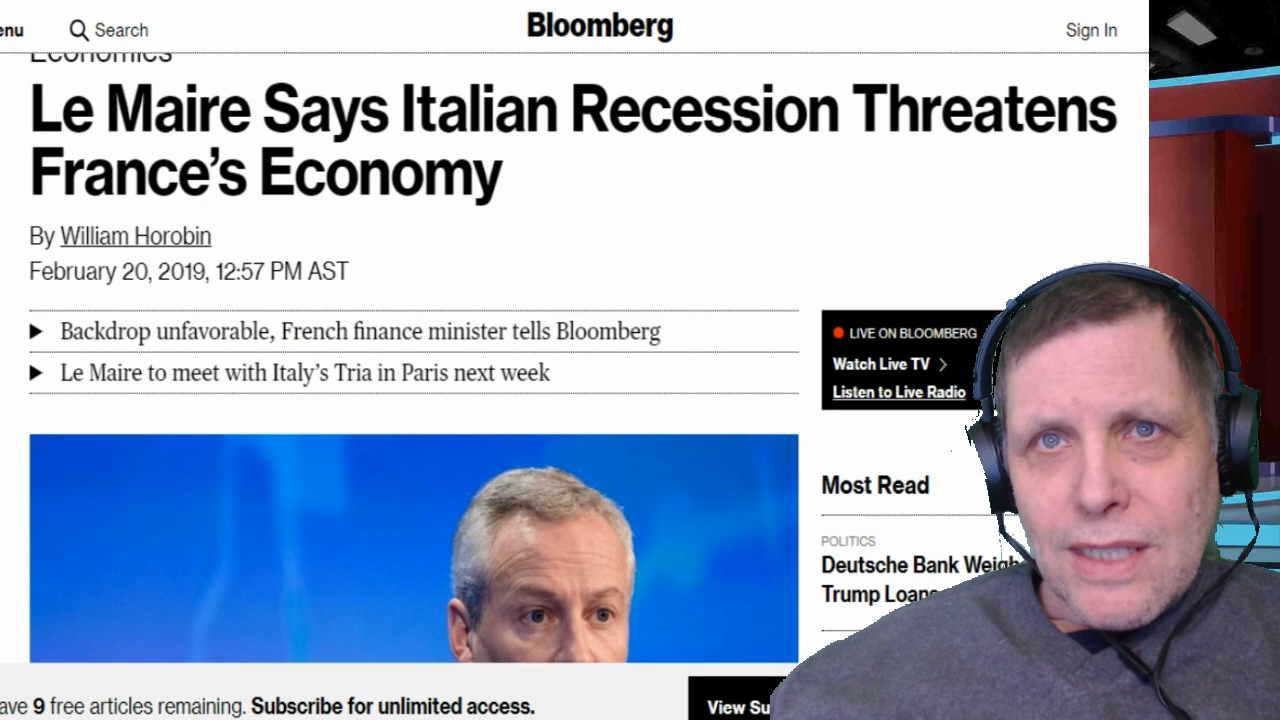 enu
Search
Bloomberg
Sign In
Economics
Le Maire Says Italian Recession Threatens
France's Economy
By William Horobin
February 20, 2019, 12:57 PM AST
Backdrop unfavorable, French finance minister tells Bloomberg
Le Maire to meet with Italy's Tria in Paris next week
LIVE ON BLOOMBERG
Watch Live TV
Listen to Live Radio
Most Read
POLITICS
Deutsche Bank Weigh
Trump Loans
ave 9 free articles remaining. Subscribe for unlimited access.
View Su